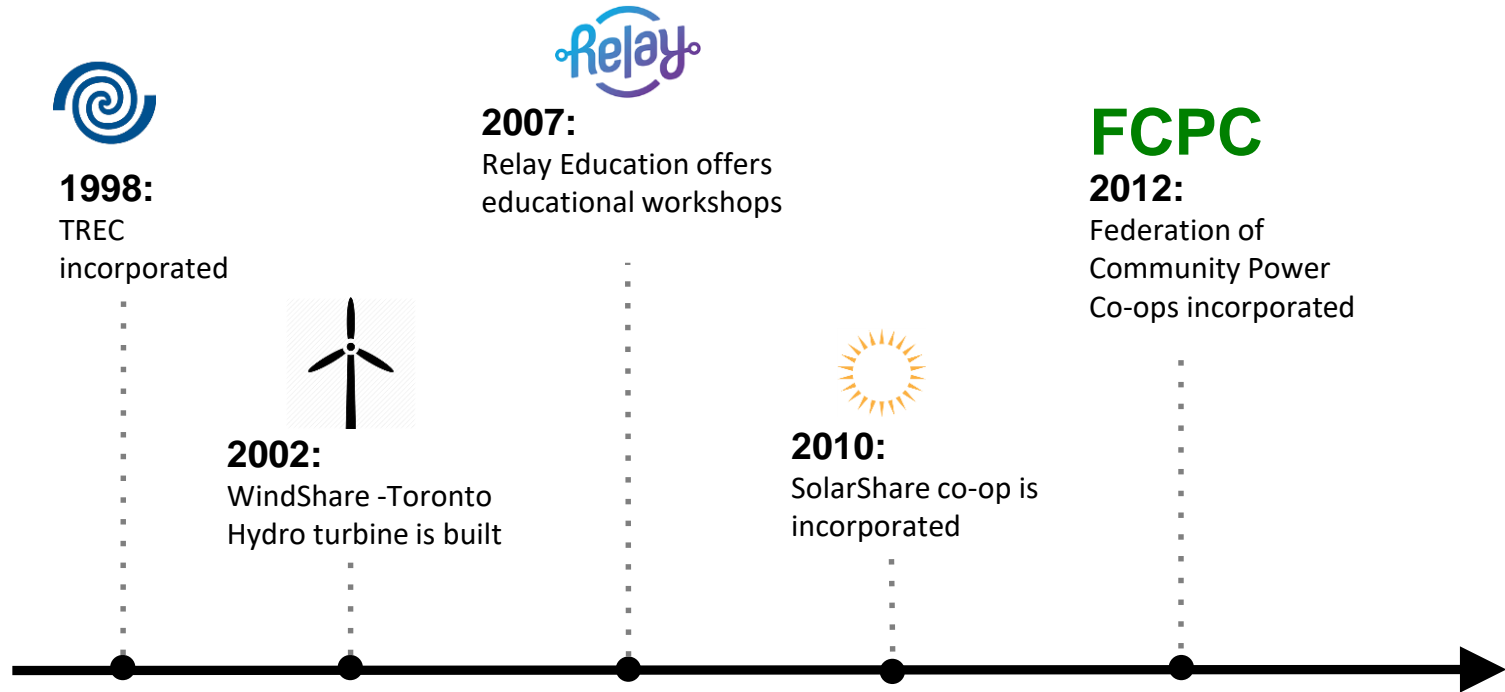 1998:
TREC
incorporated
2002:
WindShare -Toronto
Hydro turbine is built
Relay
2007:
Relay Education offers
educational workshops
2010:
SolarShare co-op is
incorporated
FCPC
2012:
Federation of
Community Power
Co-ops incorporated